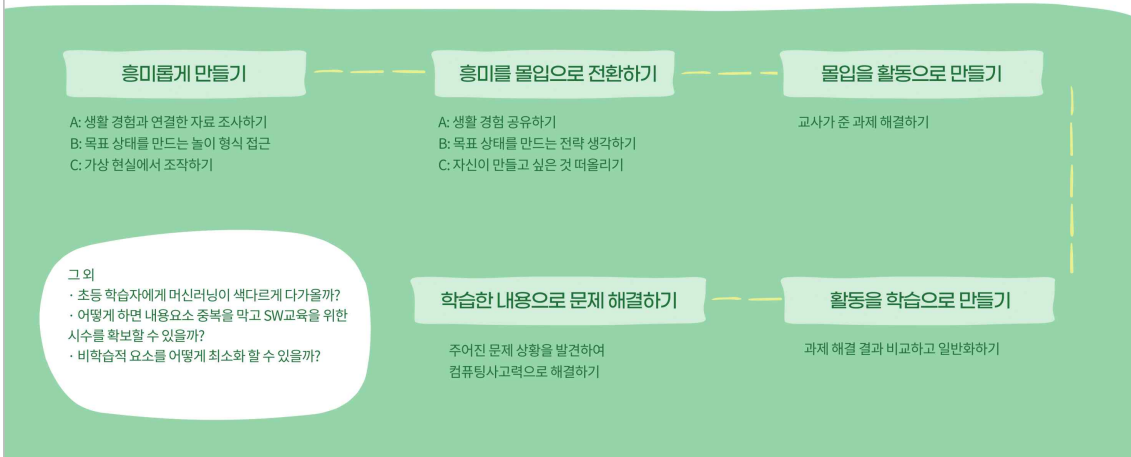 흥미롭게 만들기
A: 생활 경험과 연결한 자료 조사하기
B: 목표 상태를 만드는 놀이 형식 접근
C: 가상 현실에서 조작하기
흥미를 몰입으로 전환하기
A: 생활 경험 공유하기
B: 목표 상태를 만드는 전략 생각하기
C: 자신이 만들고 싶은 것 떠올리기
몰입을 활동으로 만들기
교사가 준 과제 해결하기
활동을 학습으로 만들기
과제 해결 결과 비교하고 일반화하기
학습한 내용으로 문제 해결하기
주어진 문제 상황을 발견하여
컴퓨팅사고력으로 해결하기
그 외
· 초등 학습자에게 머신러닝이 색다르게 다가올까?
· 어떻게 하면 내용요소 중복을 막고 SW교육을 위한
시수를 확보할 수 있을까?
· 비학습적 요소를 어떻게 최소화 할 수 있을까?